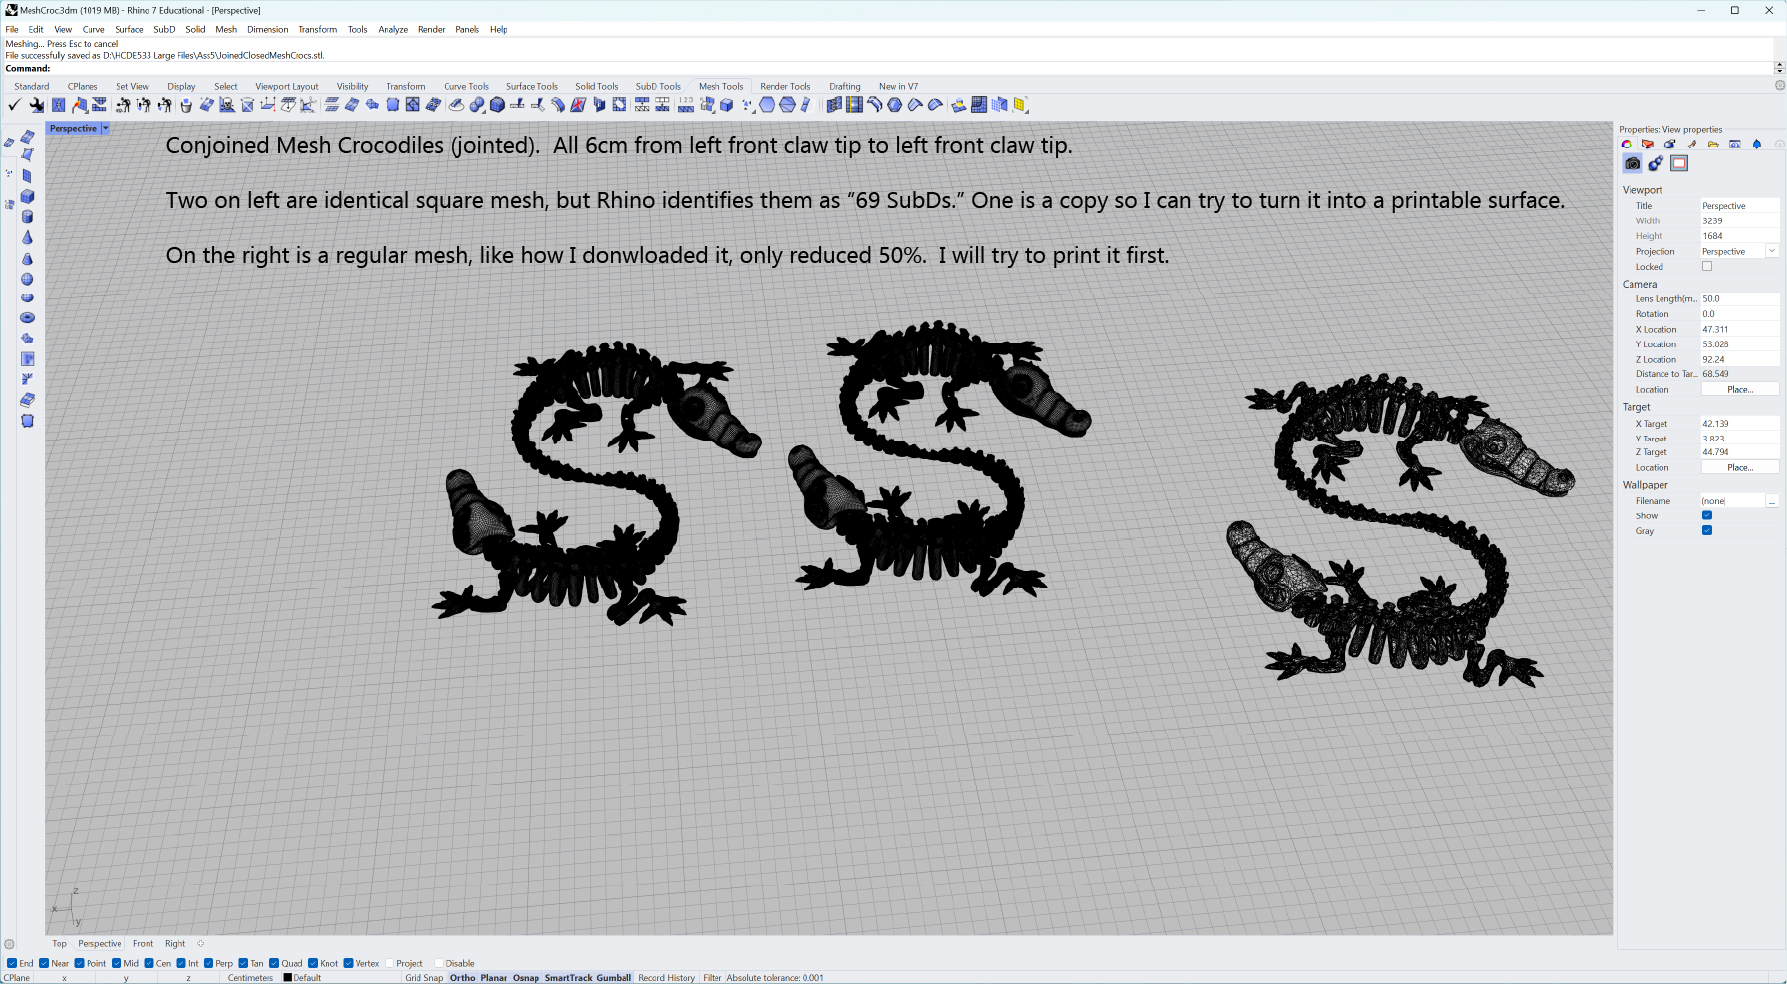 MeshCroc.3dm (1019 MB) - Rhino 7 Educational - [Perspective]
File Edit View Curve Surface SubD Solid Mesh Dimension Transform Tools Analyze Render Panels Help
Meshing... Press Esc to cancel
File successfully saved as D:\HCDE533 Large Files\Ass5\JoinedClosedMeshCrocs.stl.
Command:
Standard CPlanes Set View Display Select Viewport Layout Visibility Transform Curve Tools Surface Tools Solid Tools SubD Tools Mesh Tools Render Tools Drafting New in V7
Perspective
Conjoined Mesh Crocodiles (jointed).  All 6cm from left front claw tip to left front claw tip.
Two on left are identical square mesh, but Rhino identifies them as “69 SubDs.” One is a copy so I can try to turn it into a printable surface.
On the right is a regular mesh, like how I donwloaded it, only reduced 50%.  I will try to print it first.
Properties: View properties
Viewport
Title Perspective
Width 3239
Height 1684
Projection Perspective
Locked
Camera
Lens Length(m... 50.0
Rotation 0.0
X Location 47.311
Y Location 53.028
Z Location 92.24
Distance to Tar... 68.549
Location Place...
Target
X Target 42.139
Y Target 3.823
Z Target 44.794
Location Place...
Wallpaper
Filename (none) ...
Show
Gray
z
x
y
Top Perspective Front Right
End Near Point Mid Cen Int Perp Tan Quad Knot Vertex Project Disable
CPlane x y z Centimeters Default Grid Snap Ortho Planar Osnap SmartTrack Gumball Record History Filter Absolute tolerance: 0.001